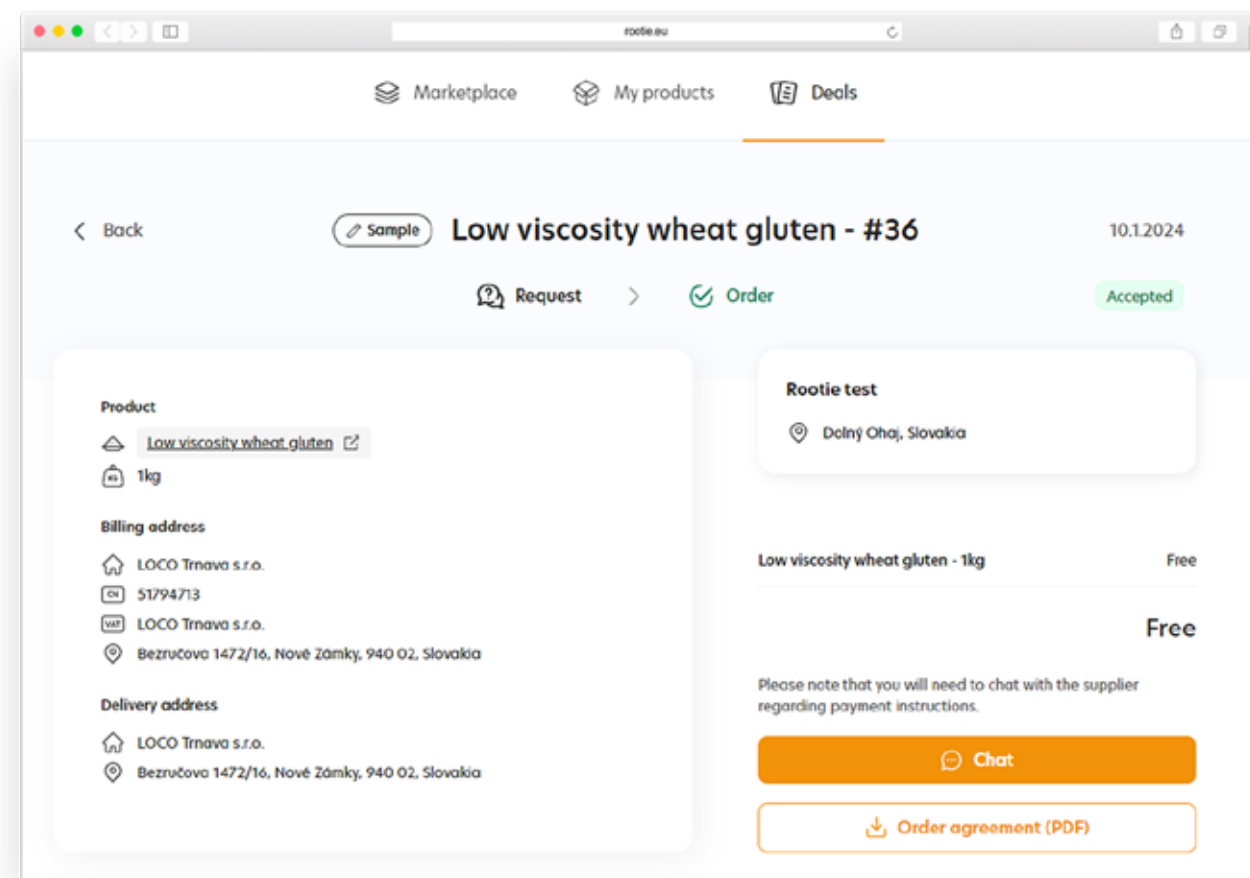 rootie.eu
Marketplace
My products
Deals
Back
Sample
Low viscosity wheat gluten - #36
10.1.2024
Request
Order
Accepted
Product
Low viscosity wheat gluten
KG
1kg
Billing address
LOCO Trnava s.r.o.
CN
51794713
VAT
LOCO Trnava s.r.o.
Bezručova 1472/16, Nové Zámky, 940 02, Slovakia
Delivery address
LOCO Trnava s.r.o.
Bezručova 1472/16, Nové Zámky, 940 02, Slovakia
Rootie test
Dolný Ohaj, Slovakia
Low viscosity wheat gluten - 1kg
Free
Free
Please note that you will need to chat with the supplier
regarding payment instructions.
Chat
Order agreement (PDF)